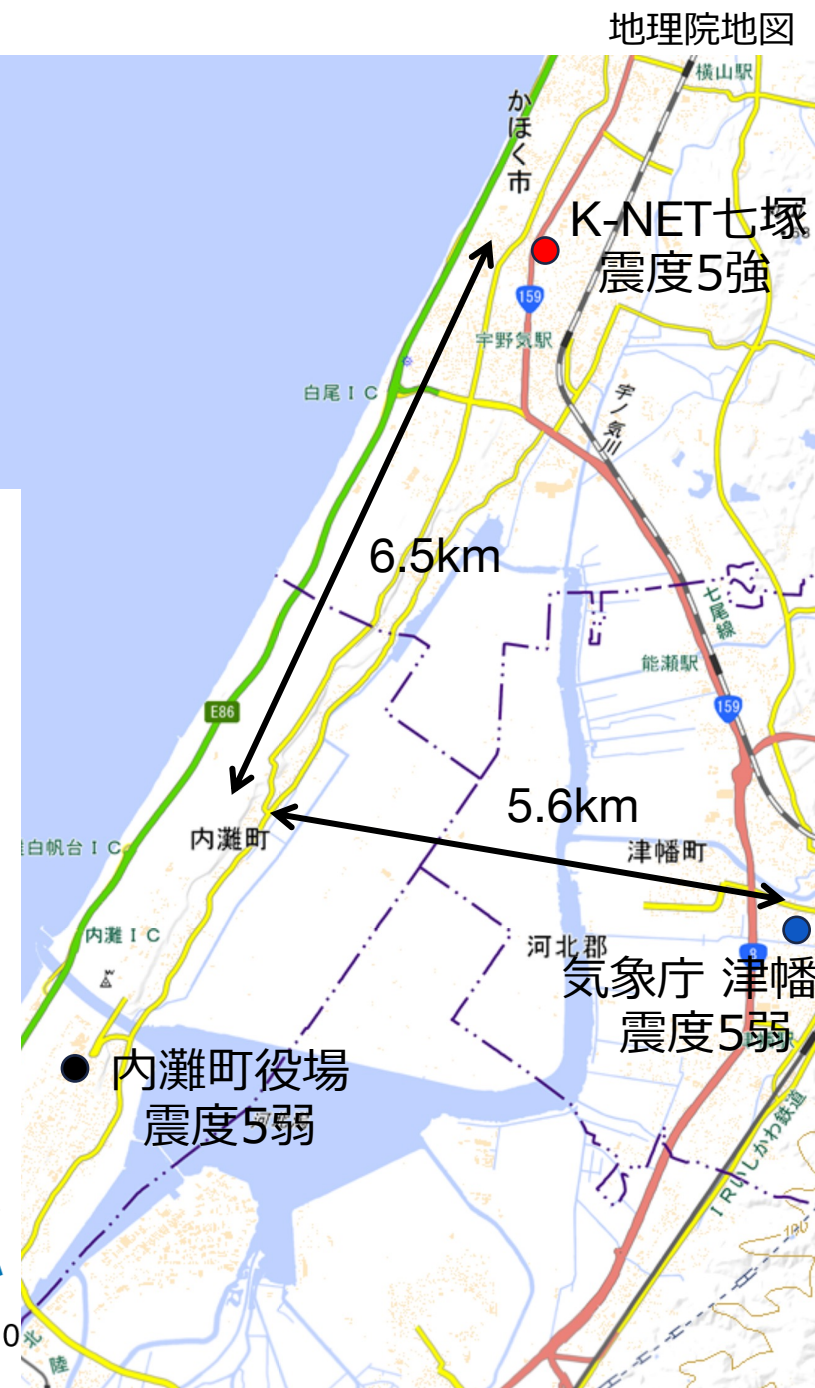 地理院地図
横山駅
かほく市
K-NET七塚
震度5強
159
宇野気駅
白尾IC
宇ノ気川
6.5km
七尾線
能瀬駅
E86
159
5.6km
内灘町
津幡町
白帆台IC
内灘IC
河北郡
8
気象庁 津幡
震度5弱
内灘町役場
震度5弱
IRいしかわ鉄道
0
北陸